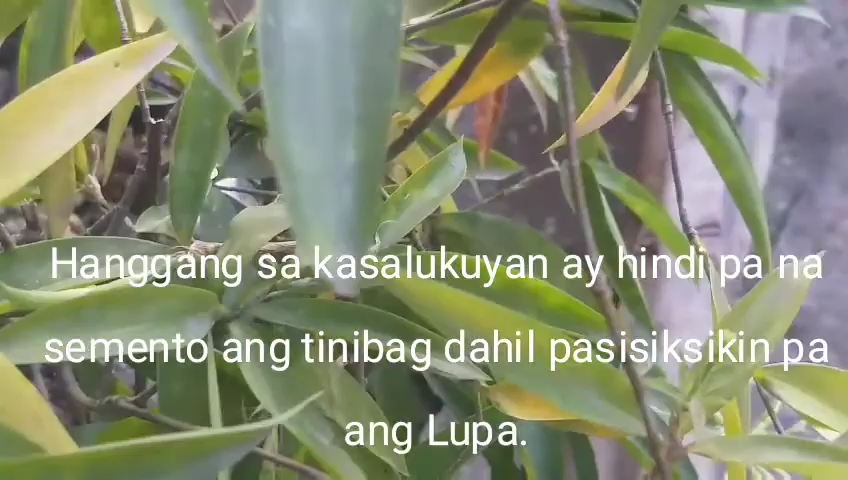 Hanggang sa kasalukuyan ay hindi pa na
semento ang tinibag dahil pasisiksikin pa
ang Lupa.